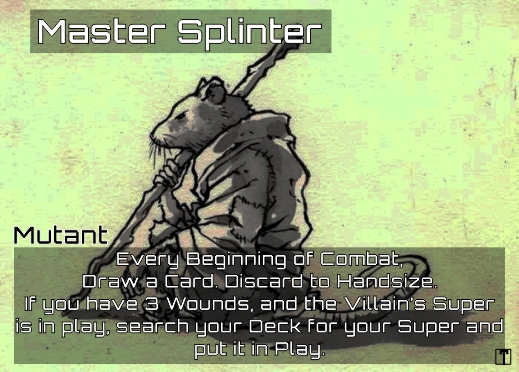 Master Splinter
Mutant
Every Beginning of Combat,
Draw a Card. Discard to Handsize.
If you have 3 Wounds, and the Villain's Super
is in play, search your Deck for your Super and
put it in Play.
T